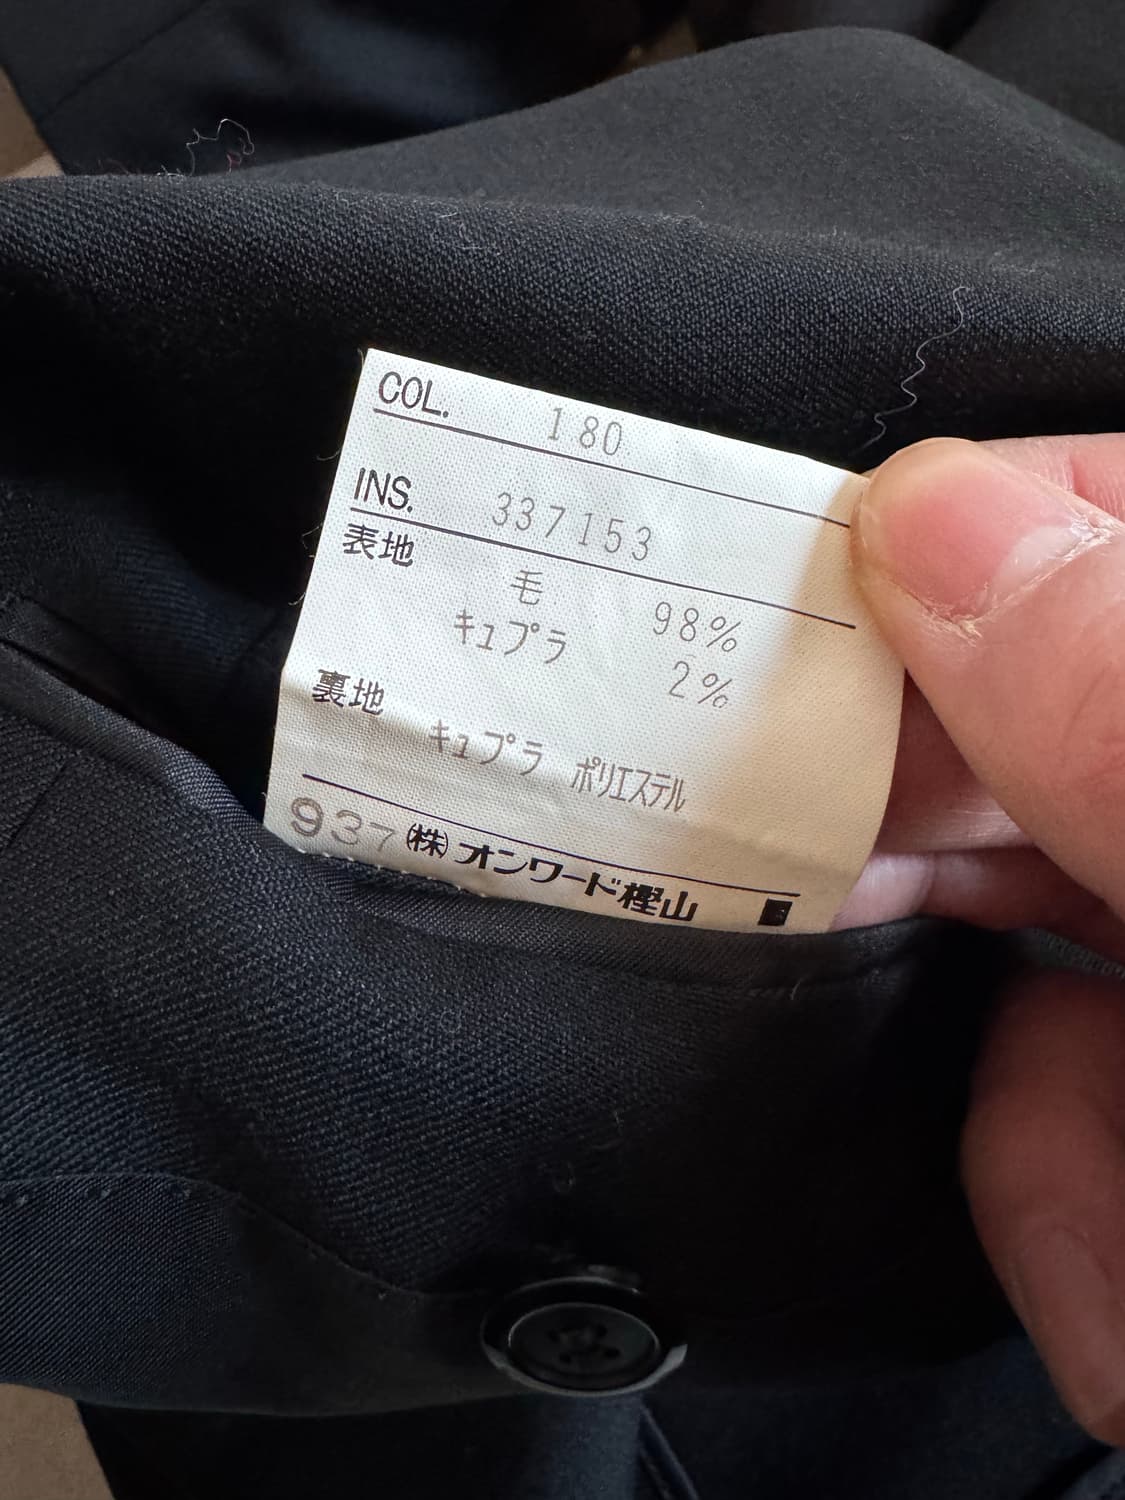 COL. 180
INS. 337153
表地
毛 98%
キュプラ 2%
裏地
キュプラ ポリエステル
937 ㈱オンワード樫山